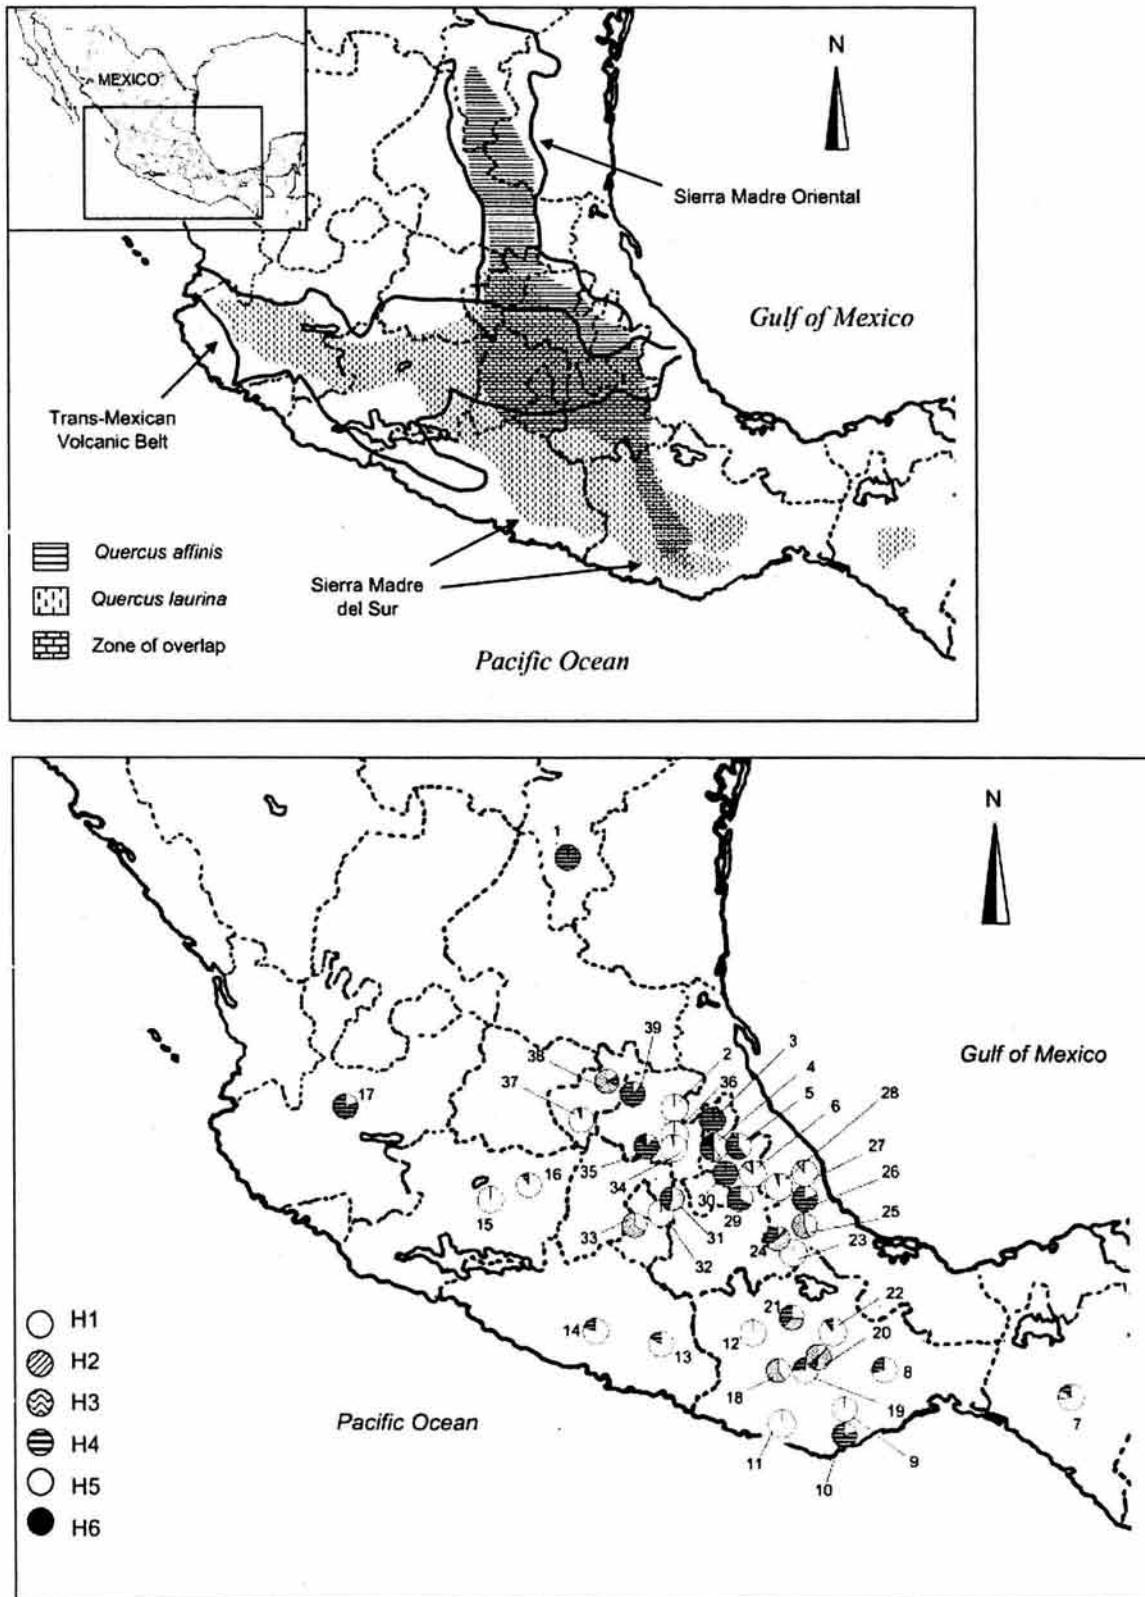 MEXICO
N
Sierra Madre Oriental
Gulf of Mexico
Trans-Mexican
Volcanic Belt
Quercus affinis
Quercus laurina
Zone of overlap
Sierra Madre
del Sur
Pacific Ocean
N
1
Gulf of Mexico
2
3
39
36
4
38
5
28
37
6
17
27
26
35
34
16
30
29
25
15
33
31
24
23
32
22
21
20
14
12
13
8
18
7
19
11
9
10
Pacific Ocean
H1
H2
H3
H4
H5
H6